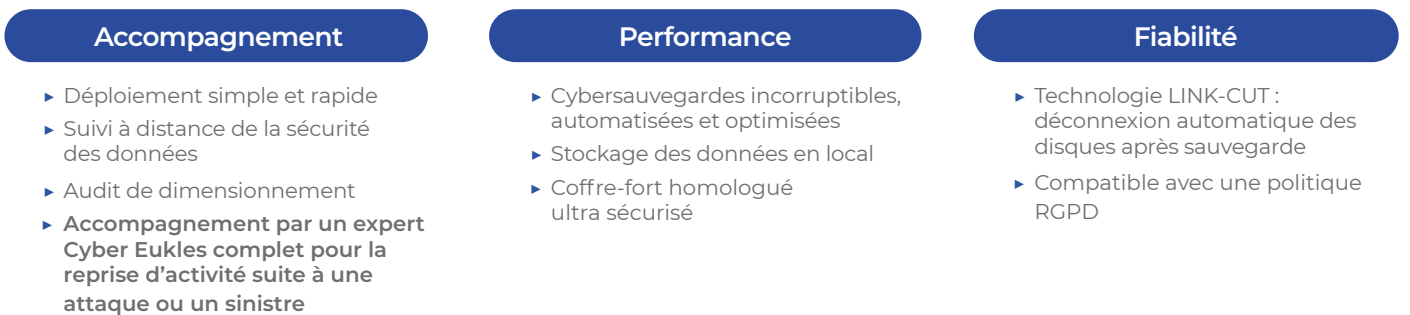 Accompagnement
► Déploiement simple et rapide
► Suivi à distance de la sécurité
des données
► Audit de dimensionnement
► Accompagnement par un expert
Cyber Eukles complet pour la
reprise d’activité suite à une
attaque ou un sinistre
Performance
► Cybersauvegardes incorruptibles,
automatisées et optimisées
► Stockage des données en local
► Coffre-fort homologué
ultra sécurisé
Fiabilité
► Technologie LINK-CUT :
déconnexion automatique des
disques après sauvegarde
► Compatible avec une politique
RGPD